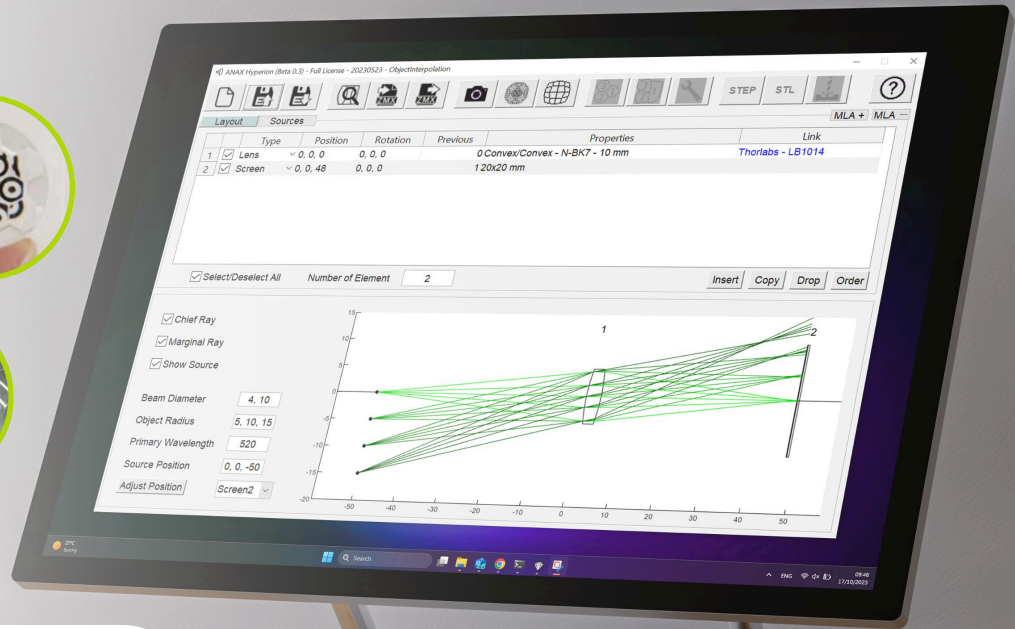 ANAX Hyperion (Beta 0.3) - Full License - 20230523 - ObjectInterpolation
ZMX ZMX STEP STL ?
Layout Sources MLA + MLA -
Type Position Rotation Previous Properties Link
1 Lens 0, 0, 0 0, 0, 0 0 Convex/Convex - N-BK7 - 10 mm Thorlabs - LB1014
2 Screen 0, 0, 48 0, 0, 0 1 20x20 mm
Select/Deselect All Number of Element 2 Insert Copy Drop Order
Chief Ray
Marginal Ray
Show Source
Beam Diameter 4, 10
Object Radius 5, 10, 15
Primary Wavelength 520
Source Position 0, 0, -50
Adjust Position Screen2
15
10
5
0
-5
-10
-15
-20
1
2
-50 -40 -30 -20 -10 0 10 20 30 40 50
Sunny
Search
ENG
09:46
17/10/2023